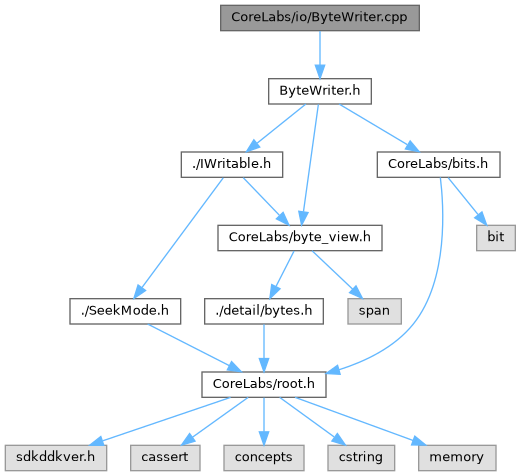 CoreLabs/io/ByteWriter.cpp
ByteWriter.h
./IWritable.h
CoreLabs/bits.h
CoreLabs/byte_view.h
bit
./SeekMode.h
./detail/bytes.h
span
CoreLabs/root.h
sdkddkver.h
cassert
concepts
cstring
memory